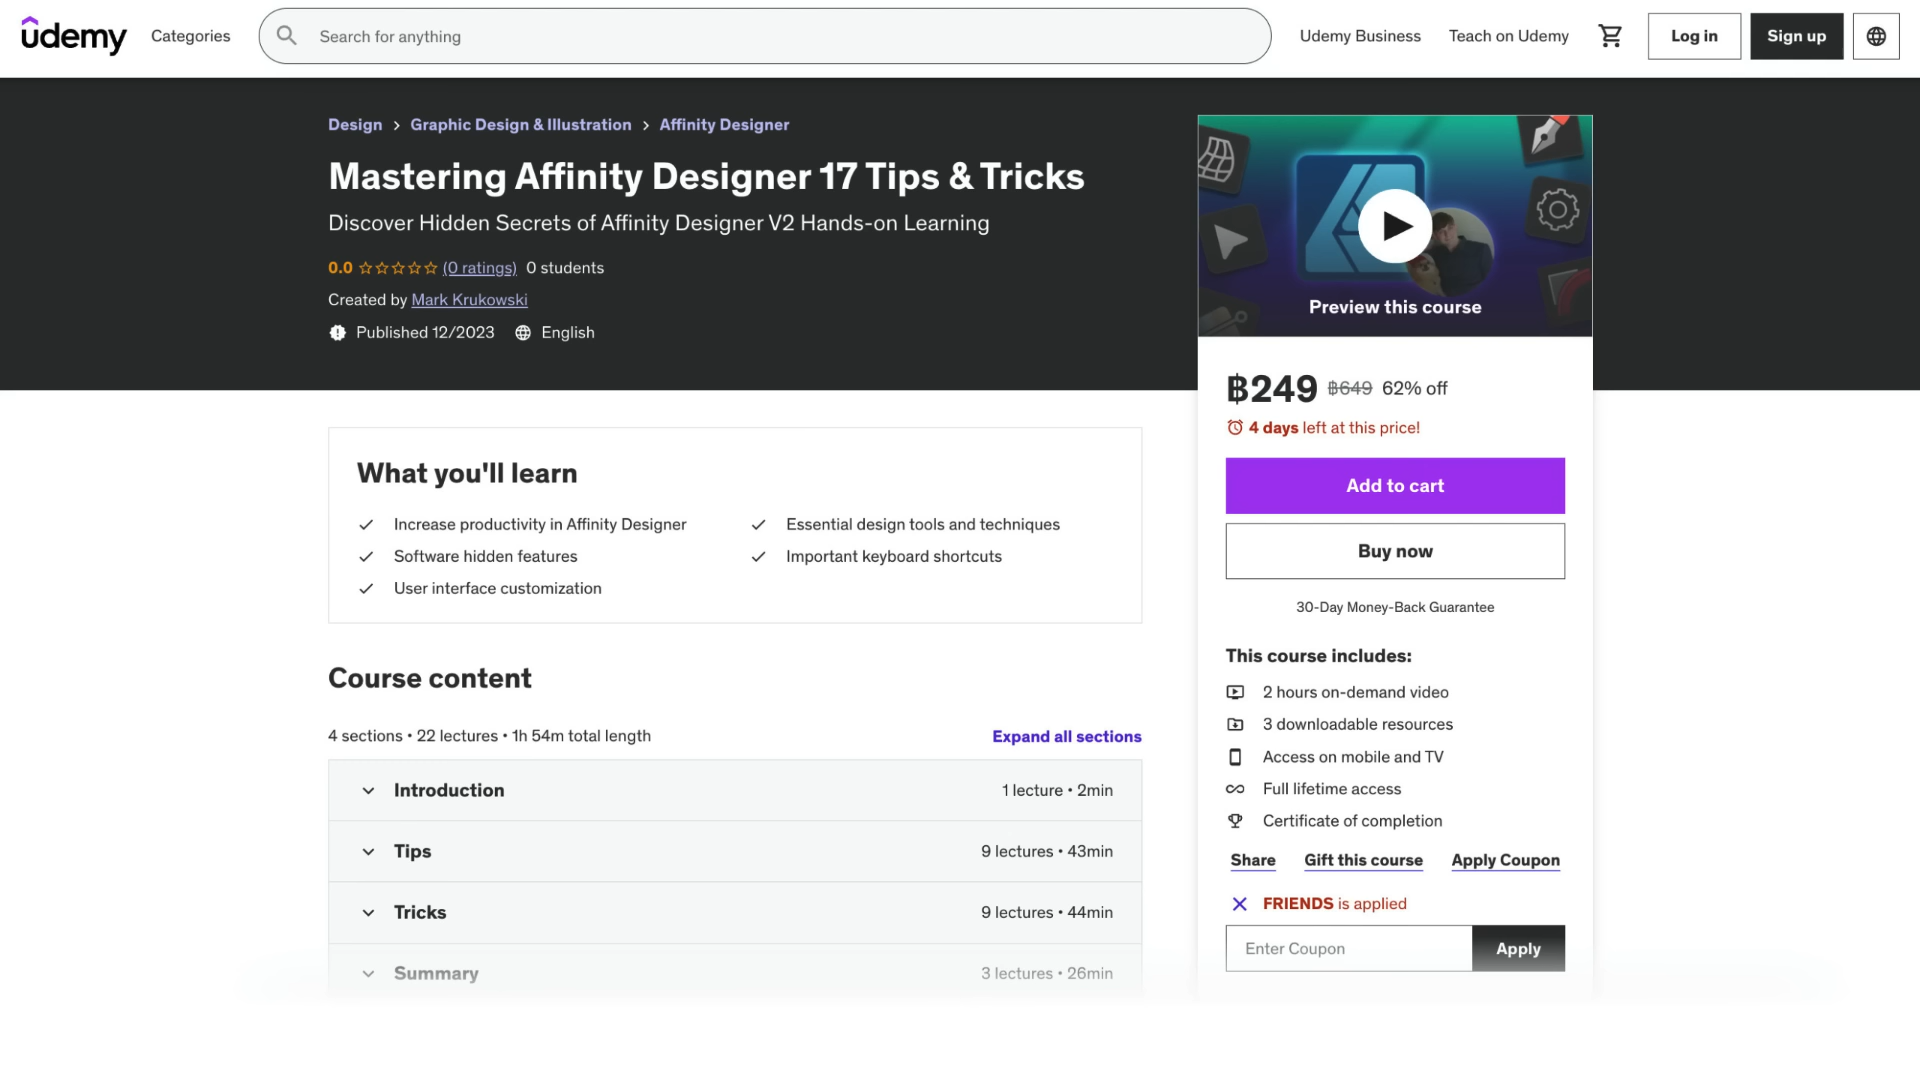 udemy
Categories
Search for anything
Udemy Business
Teach on Udemy
Log in
Sign up
Design > Graphic Design & Illustration > Affinity Designer
Mastering Affinity Designer 17 Tips & Tricks
Discover Hidden Secrets of Affinity Designer V2 Hands-on Learning
0.0 (0 ratings) 0 students
Created by Mark Krukowski
Published 12/2023 English
Preview this course
฿249 ฿649 62% off
4 days left at this price!
Add to cart
Buy now
30-Day Money-Back Guarantee
This course includes:
2 hours on-demand video
3 downloadable resources
Access on mobile and TV
Full lifetime access
Certificate of completion
Share
Gift this course
Apply Coupon
FRIENDS is applied
Enter Coupon
Apply
What you'll learn
Increase productivity in Affinity Designer
Essential design tools and techniques
Software hidden features
Important keyboard shortcuts
User interface customization
Course content
4 sections • 22 lectures • 1h 54m total length
Expand all sections
Introduction 1 lecture • 2min
Tips 9 lectures • 43min
Tricks 9 lectures • 44min
Summary 3 lectures • 26min